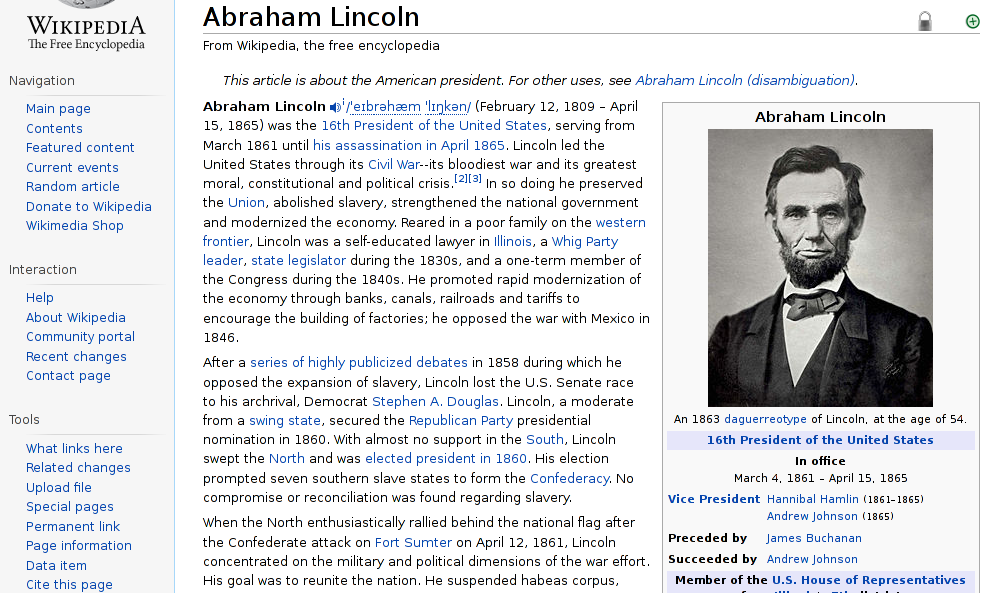 WIKIPEDIA
The Free Encyclopedia
Navigation
Main page
Contents
Featured content
Current events
Random article
Donate to Wikipedia
Wikimedia Shop
Interaction
Help
About Wikipedia
Community portal
Recent changes
Contact page
Tools
What links here
Related changes
Upload file
Special pages
Permanent link
Page information
Data item
Cite this page
Abraham Lincoln
From Wikipedia, the free encyclopedia
This article is about the American president. For other uses, see Abraham Lincoln (disambiguation).
Abraham Lincoln i/ˈeɪbrəhæm ˈlɪŋkən/ (February 12, 1809 – April
15, 1865) was the 16th President of the United States, serving from
March 1861 until his assassination in April 1865. Lincoln led the
United States through its Civil War--its bloodiest war and its greatest
moral, constitutional and political crisis.[2][3] In so doing he preserved
the Union, abolished slavery, strengthened the national government
and modernized the economy. Reared in a poor family on the western
frontier, Lincoln was a self-educated lawyer in Illinois, a Whig Party
leader, state legislator during the 1830s, and a one-term member of
the Congress during the 1840s. He promoted rapid modernization of
the economy through banks, canals, railroads and tariffs to
encourage the building of factories; he opposed the war with Mexico in
1846.
After a series of highly publicized debates in 1858 during which he
opposed the expansion of slavery, Lincoln lost the U.S. Senate race
to his archrival, Democrat Stephen A. Douglas. Lincoln, a moderate
from a swing state, secured the Republican Party presidential
nomination in 1860. With almost no support in the South, Lincoln
swept the North and was elected president in 1860. His election
prompted seven southern slave states to form the Confederacy. No
compromise or reconciliation was found regarding slavery.
When the North enthusiastically rallied behind the national flag after
the Confederate attack on Fort Sumter on April 12, 1861, Lincoln
concentrated on the military and political dimensions of the war effort.
His goal was to reunite the nation. He suspended habeas corpus,
Abraham Lincoln
An 1863 daguerreotype of Lincoln, at the age of 54.
16th President of the United States
In office
March 4, 1861 – April 15, 1865
Vice President Hannibal Hamlin (1861–1865)
Andrew Johnson (1865)
Preceded by James Buchanan
Succeeded by Andrew Johnson
Member of the U.S. House of Representatives